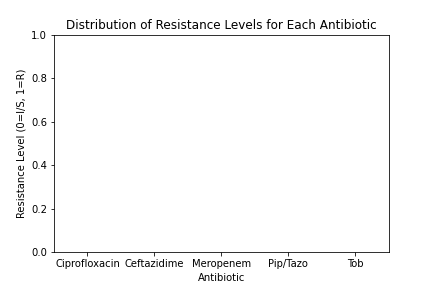 Distribution of Resistance Levels for Each Antibiotic
1.0
0.8
0.6
0.4
0.2
0.0
Resistance Level (0=I/S, 1=R)
Ciprofloxacin Ceftazidime Meropenem Pip/Tazo Tob
Antibiotic